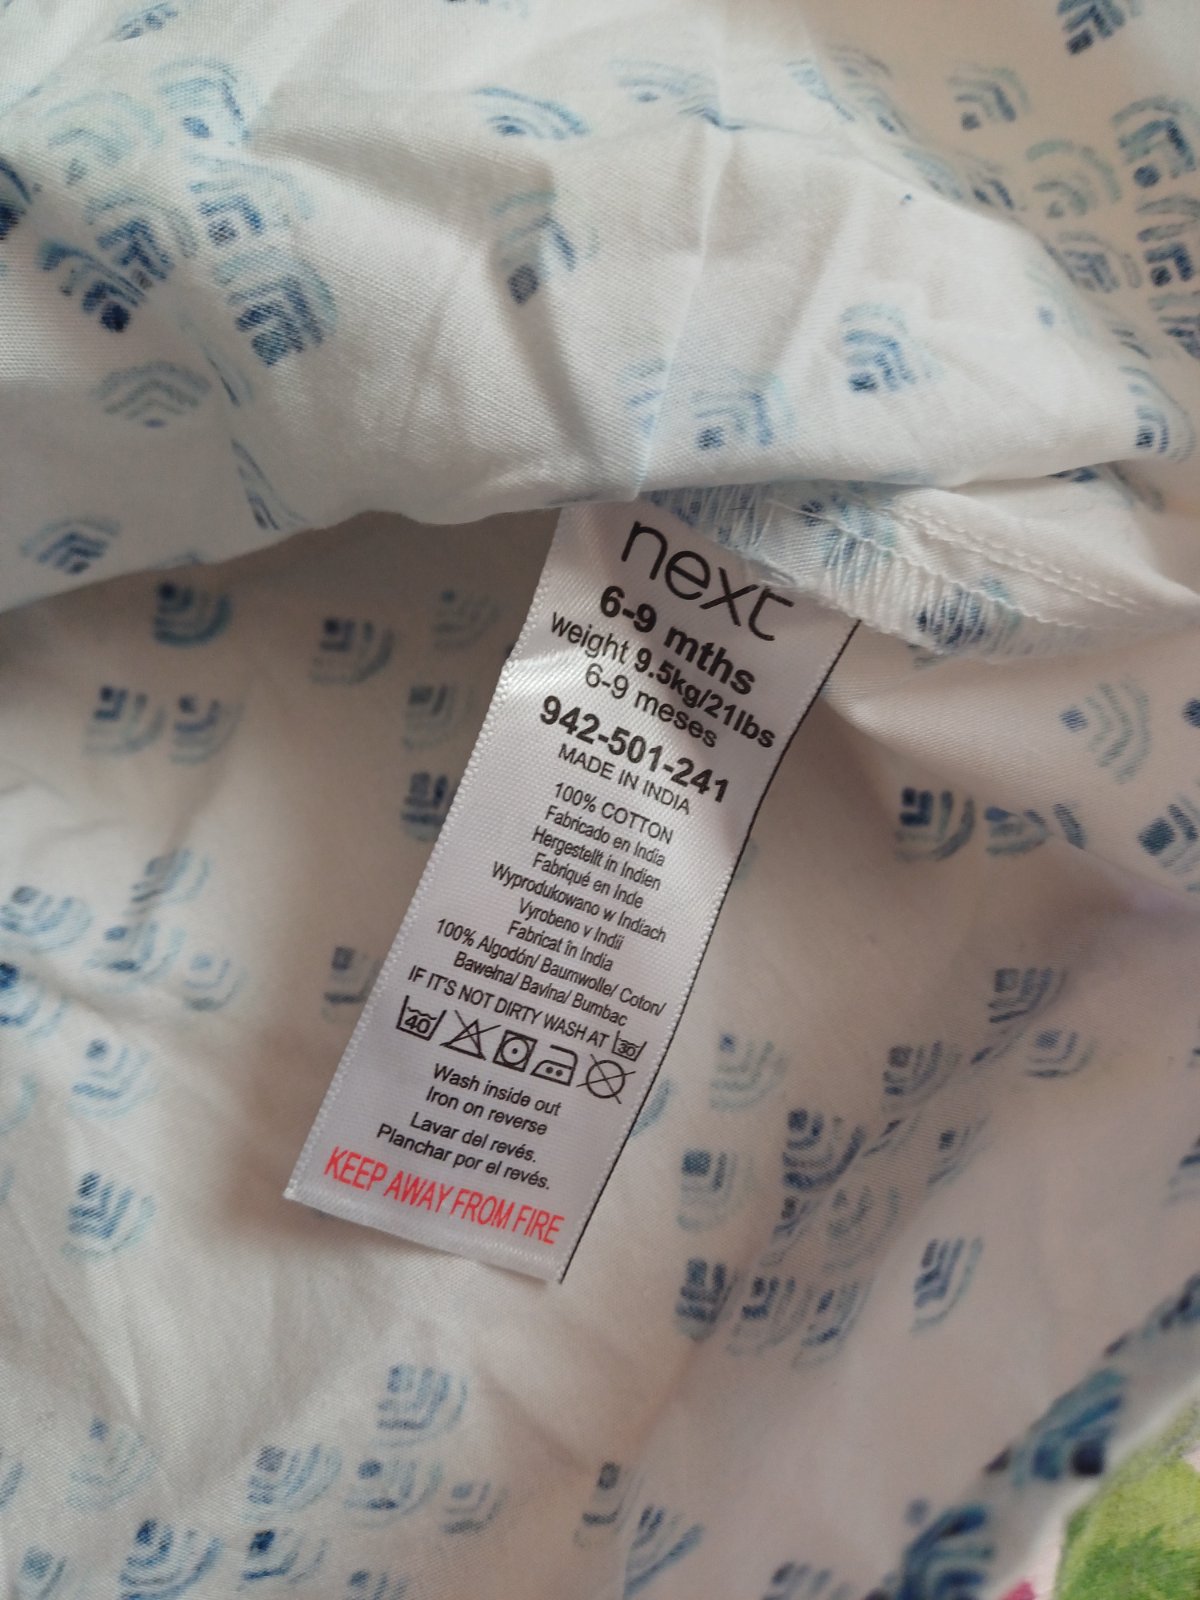 next
6-9 mths
weight 9.5kg/21lbs
6-9 meses
942-501-241
MADE IN INDIA
100% COTTON
Fabricado en India
Hergestellt in Indien
Fabriqué en Inde
Wyprodukowano w Indiach
Vyrobeno v Indii
Fabricat în India
100% Algodón/ Baumwolle/ Coton/
Bawełna/ Bavlna/ Bumbac
IF IT'S NOT DIRTY WASH AT 30
40
Wash inside out
Iron on reverse
Lavar del revés.
Planchar por el revés.
KEEP AWAY FROM FIRE